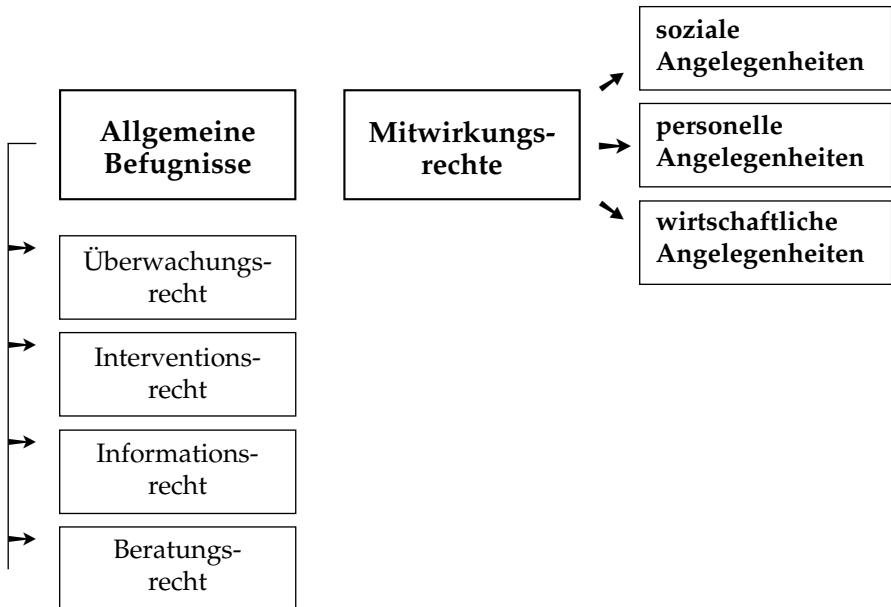 Allgemeine
Befugnisse
Überwachungs-
recht
Interventions-
recht
Informations-
recht
Beratungs-
recht
Mitwirkungs-
rechte
soziale
Angelegenheiten
personelle
Angelegenheiten
wirtschaftliche
Angelegenheiten